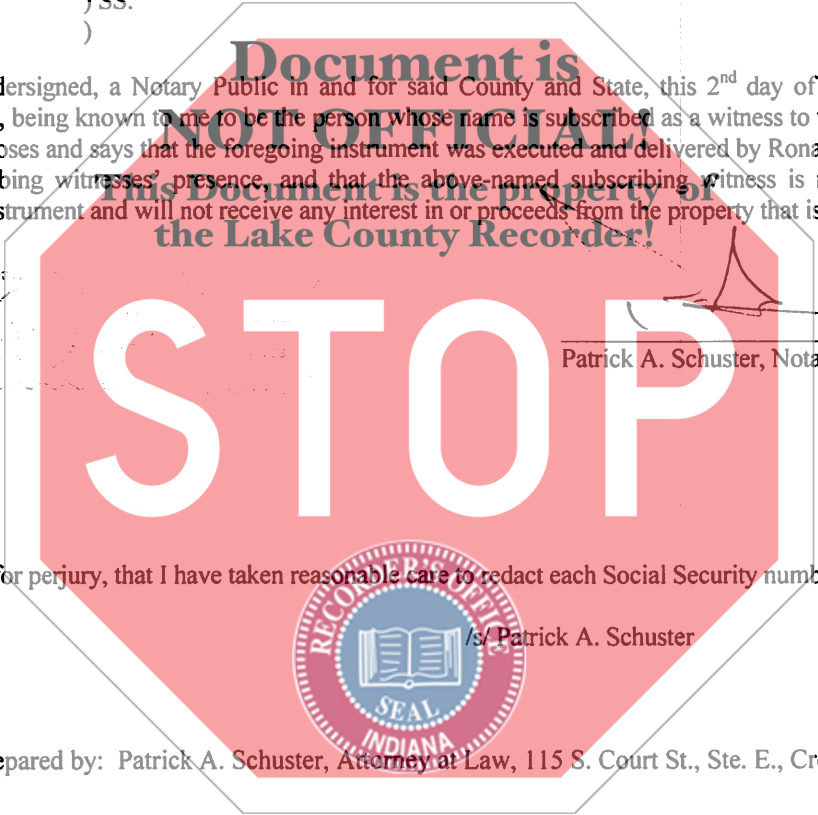 ) SS.
)
Document is
dersigned, a Notary Public in and for said County and State, this 2nd day of
NOT OFFICIAL!
, being known to me to be the person whose name is subscribed as a witness to
oses and says that the foregoing instrument was executed and delivered by Rona
This Document is the property of
bing witnesses' presence, and that the above-named subscribing witness is
strument and will not receive any interest in or proceeds from the property that is
the Lake County Recorder!
STOP
Patrick A. Schuster, Nota
or perjury, that I have taken reasonable care to redact each Social Security numb
RECORDER'S OFFICE
/s/ Patrick A. Schuster
SEAL
INDIANA
epared by: Patrick A. Schuster, Attorney at Law, 115 S. Court St., Ste. E., Cr